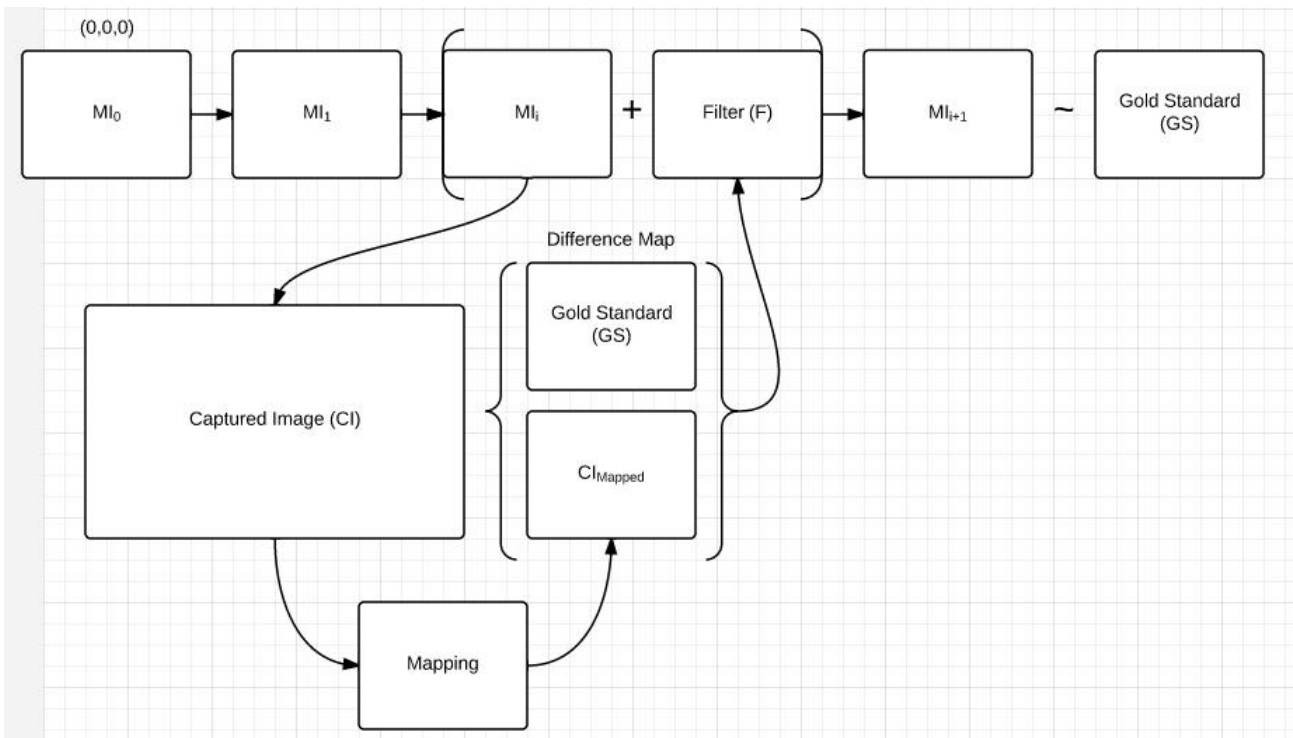 (0,0,0)
MI₀
MI₁
MIᵢ
+
Filter (F)
MIᵢ₊₁
~
Gold Standard
(GS)
Difference Map
Gold Standard
(GS)
Captured Image (CI)
CI_Mapped
Mapping